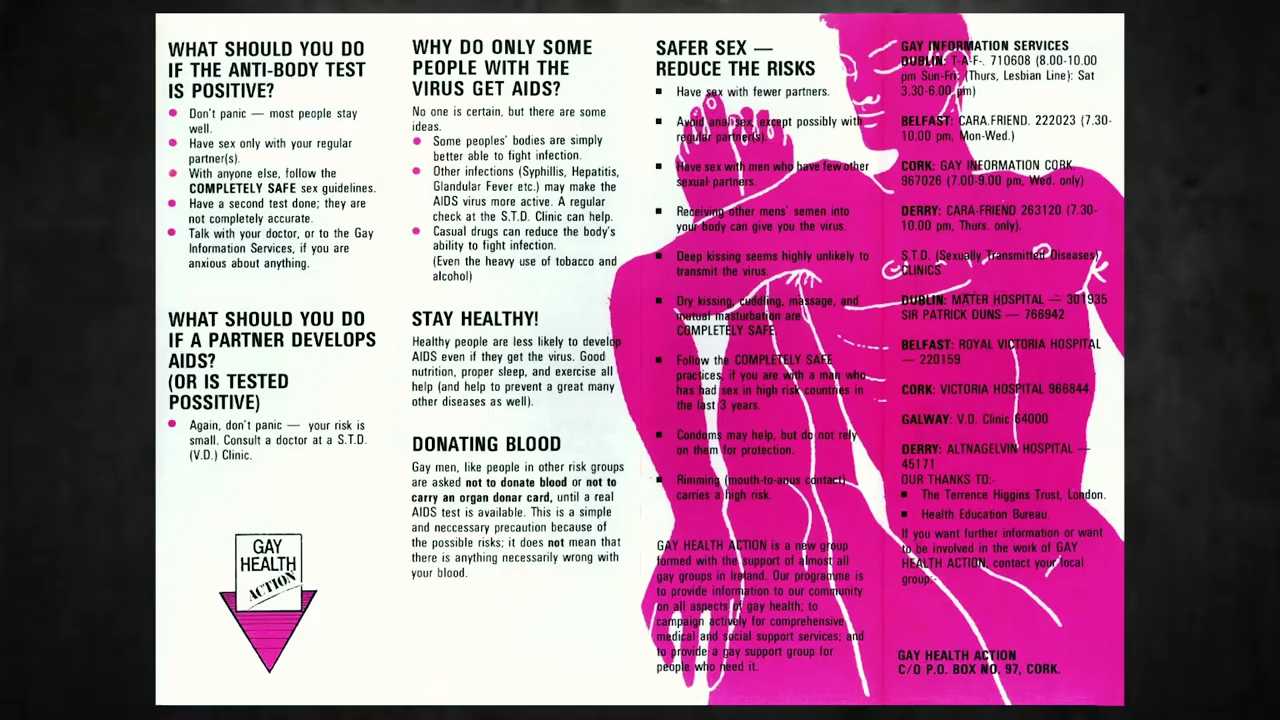 WHAT SHOULD YOU DO
IF THE ANTI-BODY TEST
IS POSITIVE?
Don't panic — most people stay
well.
Have sex only with your regular
partner(s).
With anyone else, follow the
COMPLETELY SAFE sex guidelines.
Have a second test done; they are
not completely accurate.
Talk with your doctor, or to the Gay
Information Services, if you are
anxious about anything.
WHAT SHOULD YOU DO
IF A PARTNER DEVELOPS
AIDS?
(OR IS TESTED
POSSITIVE)
Again, don't panic — your risk is
small. Consult a doctor at a S.T.D.
(V.D.) Clinic.
GAY
HEALTH
ACTION
WHY DO ONLY SOME
PEOPLE WITH THE
VIRUS GET AIDS?
No one is certain, but there are some
ideas.
Some peoples' bodies are simply
better able to fight infection.
Other infections (Syphillis, Hepatitis,
Glandular Fever etc.) may make the
AIDS virus more active. A regular
check at the S.T.D. Clinic can help.
Casual drugs can reduce the body's
ability to fight infection.
(Even the heavy use of tobacco and
alcohol)
STAY HEALTHY!
Healthy people are less likely to develop
AIDS even if they get the virus. Good
nutrition, proper sleep, and exercise all
help (and help to prevent a great many
other diseases as well).
DONATING BLOOD
Gay men, like people in other risk groups
are asked not to donate blood or not to
carry an organ donar card, until a real
AIDS test is available. This is a simple
and neccessary precaution because of
the possible risks; it does not mean that
there is anything necessarily wrong with
your blood.
SAFER SEX —
REDUCE THE RISKS
Have sex with fewer partners.
Avoid anal sex, except possibly with
regular partner(s).
Have sex with men who have few other
sexual partners.
Receiving other mens' semen into
your body can give you the virus.
Deep kissing seems highly unlikely to
transmit the virus.
Dry kissing, cuddling, massage, and
mutual masturbation are
COMPLETELY SAFE.
Follow the COMPLETELY SAFE
practices, if you are with a man who
has had sex in high risk countries in
the last 3 years.
Condoms may help, but do not rely
on them for protection.
Rimming (mouth-to-anus contact)
carries a high risk.
GAY HEALTH ACTION is a new group
formed with the support of almost all
gay groups in Ireland. Our programme is
to provide information to our community
on all aspects of gay health; to
campaign actively for comprehensive
medical and social support services; and
to provide a gay support group for
people who need it.
GAY INFORMATION SERVICES
DUBLIN: T-A-F-. 710608 (8.00-10.00
pm Sun-Fri; (Thurs, Lesbian Line): Sat
3.30-6.00 pm)
BELFAST: CARA.FRIEND. 222023 (7.30-
10.00 pm, Mon-Wed.)
CORK: GAY INFORMATION CORK.
967026 (7.00-9.00 pm, Wed. only)
DERRY: CARA-FRIEND 263120 (7.30-
10.00 pm, Thurs. only).
S.T.D. (Sexually Transmitted Diseases)
CLINICS
DUBLIN: MATER HOSPITAL — 301935
SIR PATRICK DUNS — 766942
BELFAST: ROYAL VICTORIA HOSPITAL
— 220159
CORK: VICTORIA HOSPITAL 966844.
GALWAY: V.D. Clinic 64000
DERRY: ALTNAGELVIN HOSPITAL —
45171
OUR THANKS TO:-
The Terrence Higgins Trust, London.
Health Education Bureau.
If you want further information or want
to be involved in the work of GAY
HEALTH ACTION, contact your local
group:-
GAY HEALTH ACTION
C/O P.O. BOX NO, 97, CORK.